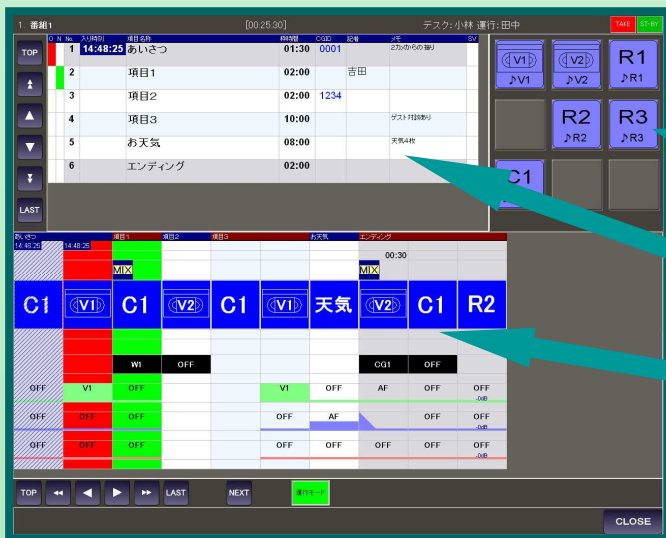 1. 番組1 [00:25:30] デスク:小林 運行:田中 TAKE ST-BY
O N No. 入り時刻 項目名称 枠時間 CGID 記者 メモ SV
1 14:48:25 あいさつ 01:30 0001 2カメからの振り
2 項目1 02:00 吉田
3 項目2 02:00 1234
4 項目3 10:00 ゲスト対談あり
5 お天気 08:00 天気4枚
6 エンディング 02:00
TOP
LAST
V1 V2 R1
♪V1 ♪V2 ♪R1
R2 R3
♪R2 ♪R3
C1
あいさつ 項目1 項目2 項目3 お天気 エンディング
14:48:25 14:48:25
00:30
MIX MIX
C1 V1 C1 V2 C1 V1 天気 V2 C1 R2
W1 OFF CG1 OFF
OFF V1 OFF V1 OFF AF OFF OFF
-0dB
OFF OFF OFF OFF AF OFF OFF
-0dB
OFF OFF OFF OFF OFF OFF OFF OFF
-0dB
TOP LAST NEXT 運行モード
CLOSE